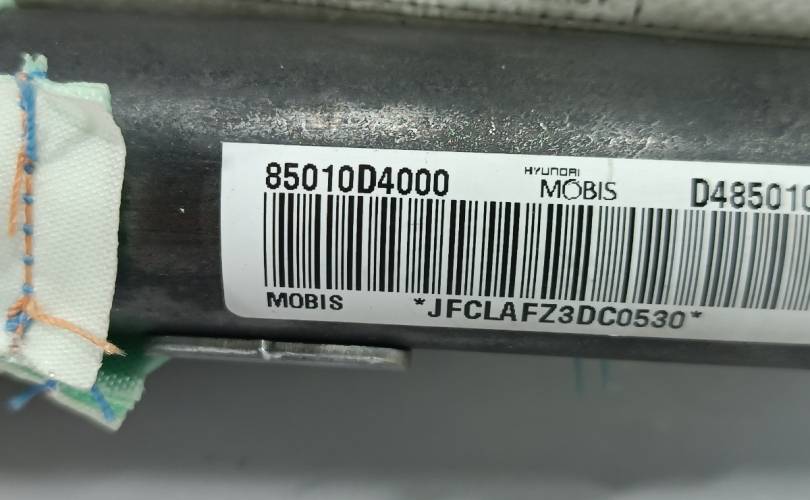 85010D4000 HYUNDAI MOBIS D485010
MOBIS *JFCLAFZ3DC0530*